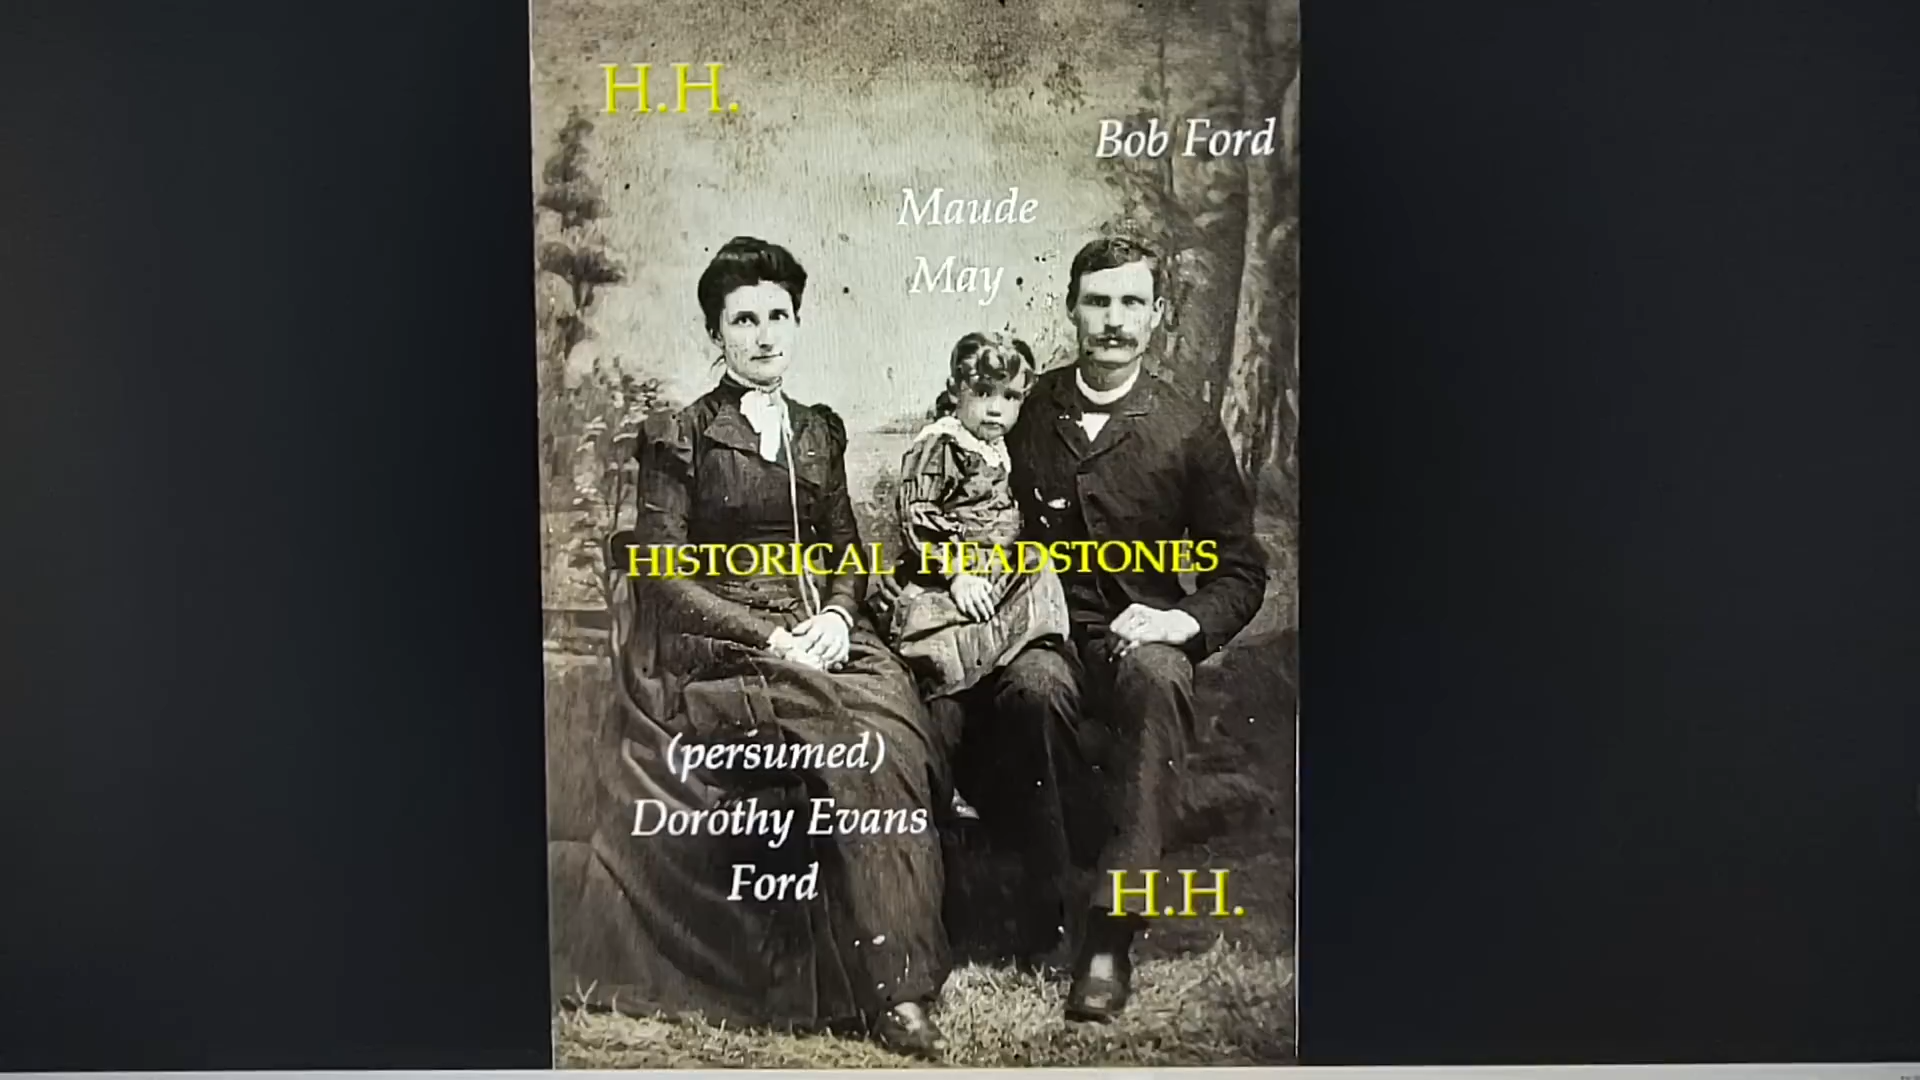 H.H.
Bob Ford
Maude
May
HISTORICAL HEADSTONES
(persumed)
Dorothy Evans
Ford
H.H.